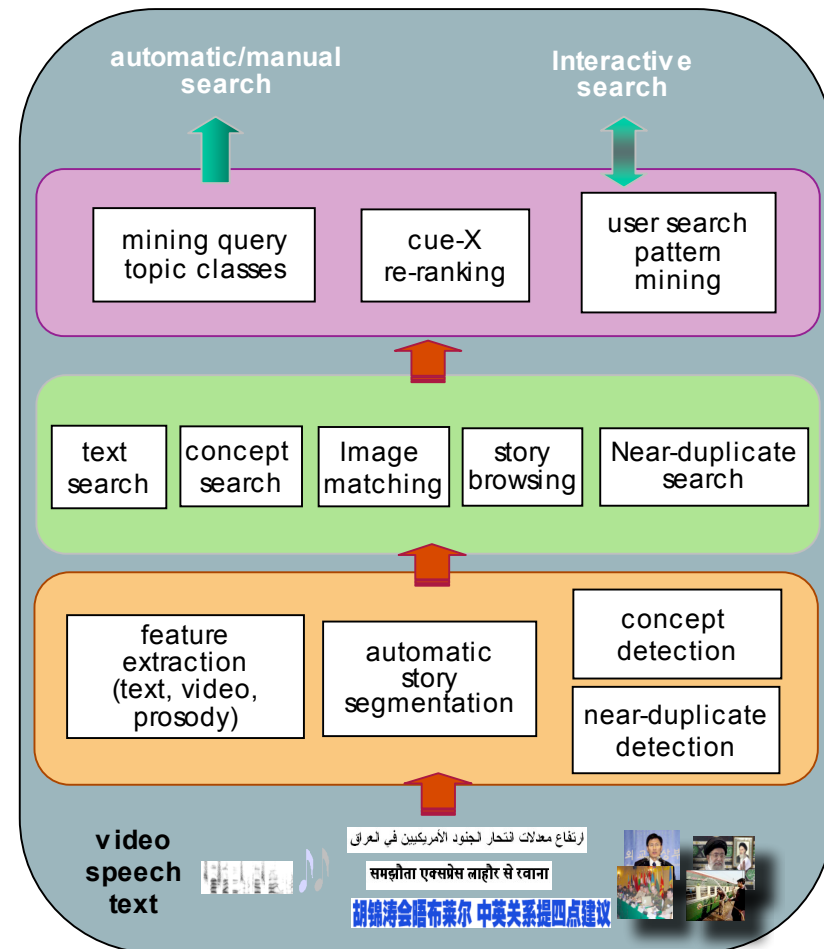 automatic/manual
search
Interactive
search
mining query
topic classes
cue-X
re-ranking
user search
pattern
mining
text
search
concept
search
Image
matching
story
browsing
Near-duplicate
search
feature
extraction
(text, video,
prosody)
automatic
story
segmentation
concept
detection
near-duplicate
detection
video
speech
text
ارتفاع معدلات انتحار الجنود الأمريكيين في العراق
समझौता एक्सप्रेस लाहौर से रवाना
胡锦涛会晤布莱尔 中英关系提四点建议